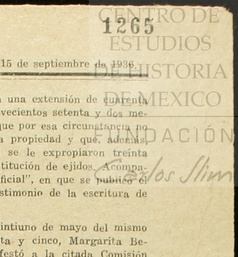 1265
CENTRO DE
ESTUDIOS
DE HISTORIA
DE MEXICO
FUNDACIÓN
Carlos Slim
15 de septiembre de 1936.
una extensión de cuarenta
vecientos setenta y dos me-
que por esa circunstancia no
a propiedad y que, además,
se le expropiaron treinta
titución de ejidos. Acompa-
ficial", en que se publicó el
stimonio de la escritura de
intiuno de mayo del mismo
ta y cinco, Margarita Be-
festó a la citada Comisión